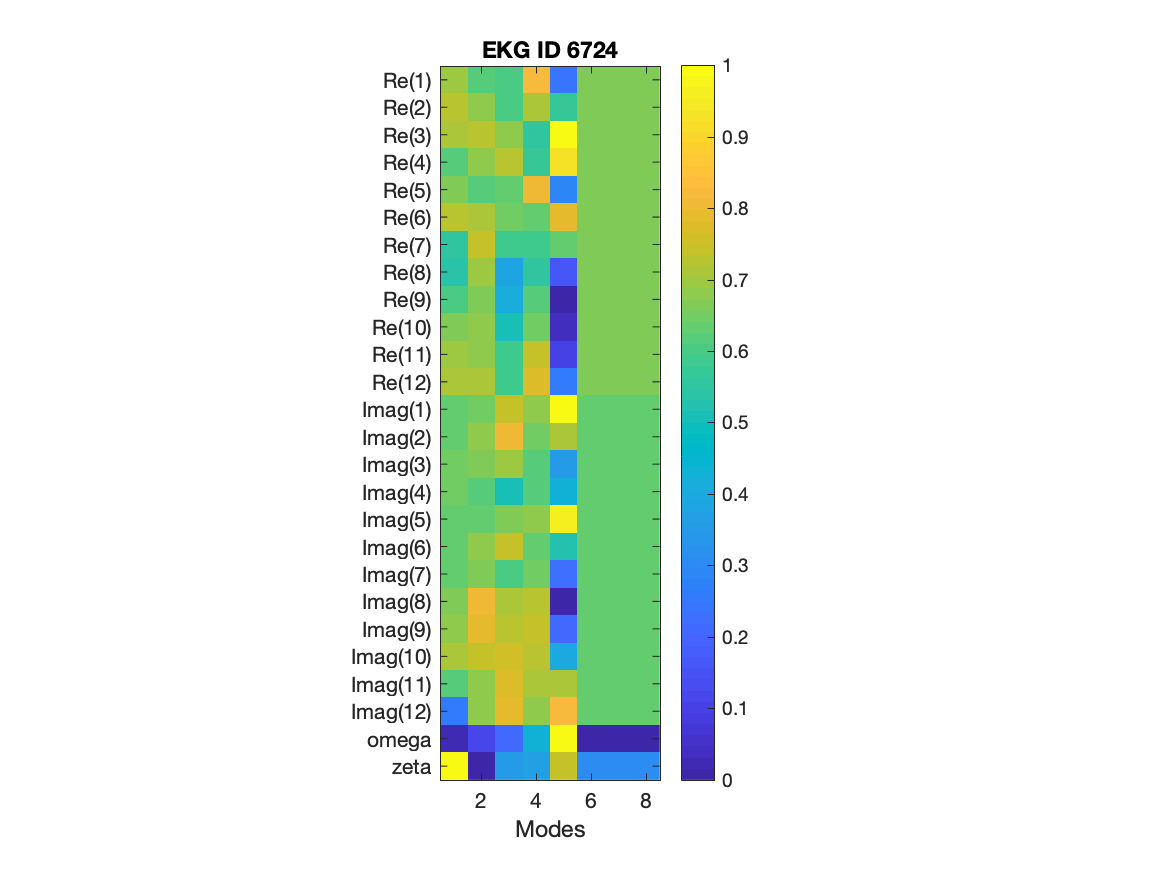 EKG ID 6724
Re(1)
Re(2)
Re(3)
Re(4)
Re(5)
Re(6)
Re(7)
Re(8)
Re(9)
Re(10)
Re(11)
Re(12)
Imag(1)
Imag(2)
Imag(3)
Imag(4)
Imag(5)
Imag(6)
Imag(7)
Imag(8)
Imag(9)
Imag(10)
Imag(11)
Imag(12)
omega
zeta
2 4 6 8
Modes
1
0.9
0.8
0.7
0.6
0.5
0.4
0.3
0.2
0.1
0